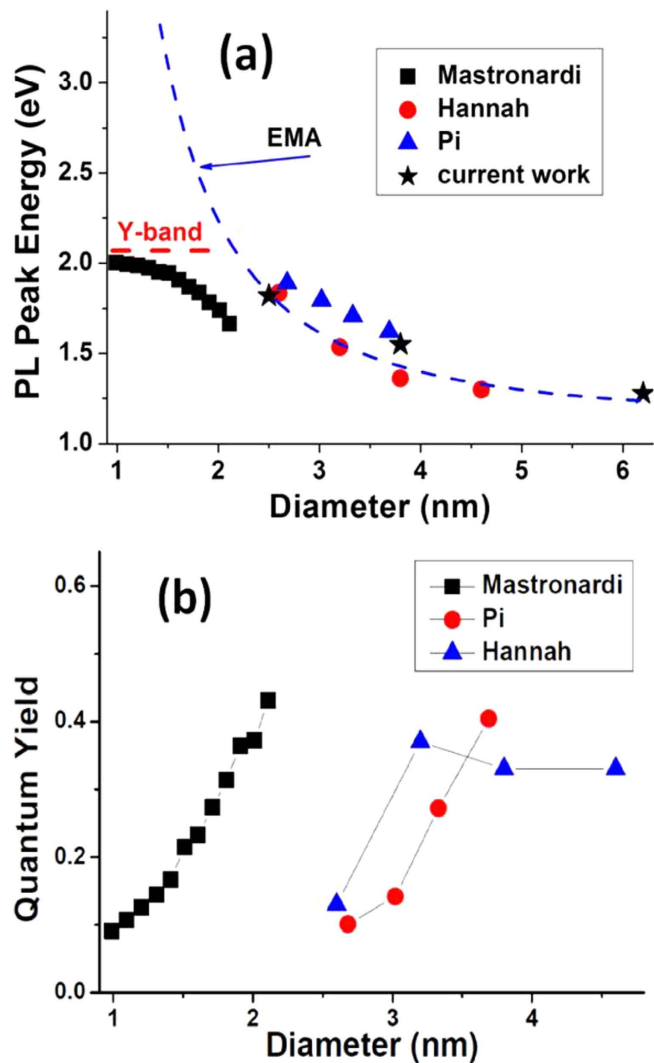 (a)
Mastronardi
Hannah
Pi
current work
EMA
Y-band
PL Peak Energy (eV)
3.0
2.5
2.0
1.5
1.0
1 2 3 4 5 6
Diameter (nm)
(b)
Mastronardi
Pi
Hannah
Quantum Yield
0.6
0.4
0.2
0.0
1 2 3 4
Diameter (nm)